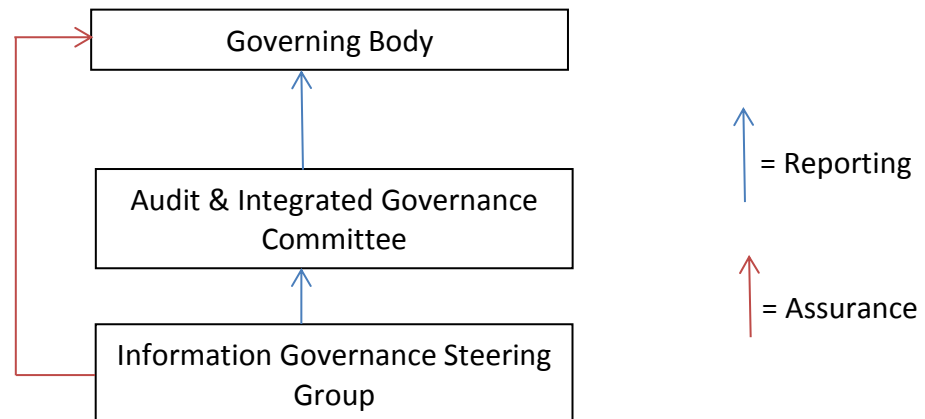 Governing Body
= Reporting
Audit & Integrated Governance
Committee
= Assurance
Information Governance Steering
Group